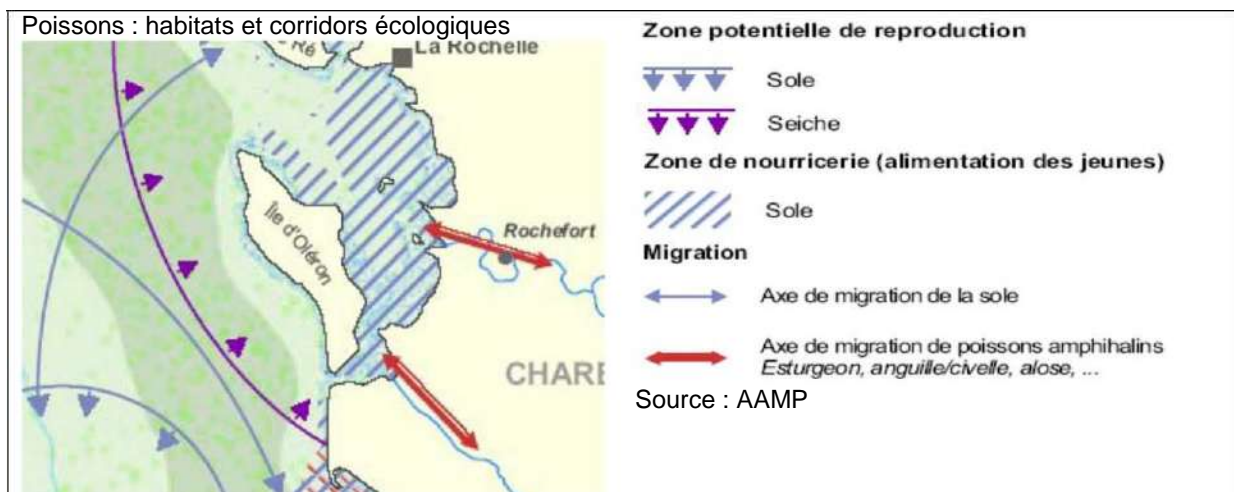 Poissons : habitats et corridors écologiques
Ré
La Rochelle
Île d'Oléron
Rochefort
CHARE
Zone potentielle de reproduction
Sole
Seiche
Zone de nourricerie (alimentation des jeunes)
Sole
Migration
Axe de migration de la sole
Axe de migration de poissons amphihalins
Esturgeon, anguille/civelle, alose, ...
Source : AAMP